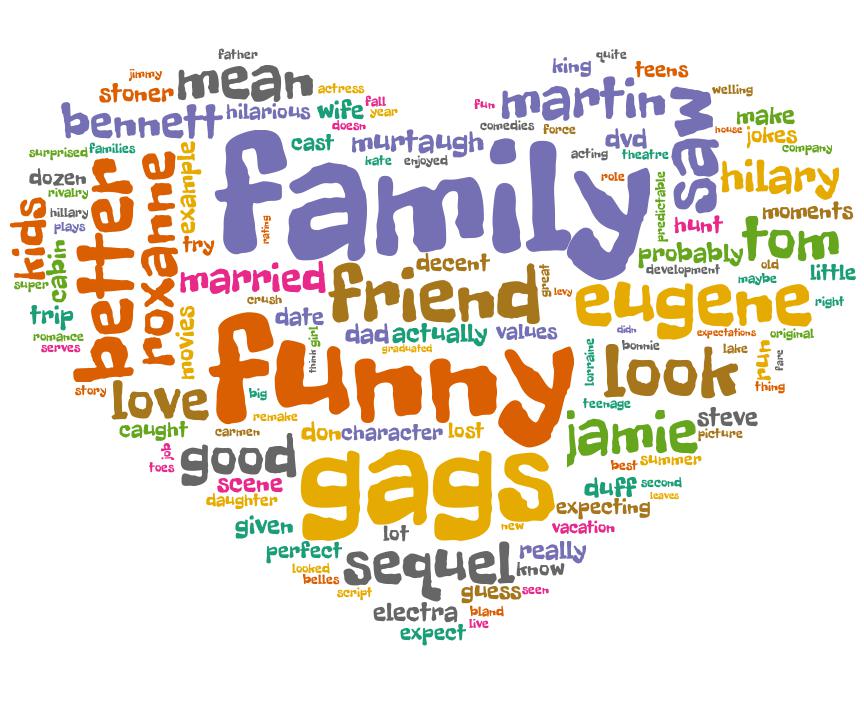 father
quite
king
teens
jimmy
mean
stoner
actress
fall
welling
martin
saw
bennett
hilarious
wife
year
fun
make
doesn
comedies
force
house
jokes
cast
murtaugh
dvd
surprised
families
kate
enjoyed
acting
theatre
company
family
example
dozen
rivalry
role
hilary
better
roxanne
kids
hillary
plays
predictable
hunt
moments
rating
try
cabin
probably
tom
super
married
decent
development
old
little
crush
friend
great
levy
maybe
eugene
trip
movies
date
right
romance
serves
think
girl
dad
actually
values
didn
expectations
original
graduated
lorraine
bonnie
lake
run
fare
funny
look
story
love
big
thing
remake
teenage
caught
carmen
don
character
lost
jamie
steve
picture
job
toes
good
gags
best
summer
scene
duff
second
daughter
leaves
expecting
given
lot
new
vacation
perfect
sequel
really
looked
know
belles
script
guess
seen
electra
bland
live
expect